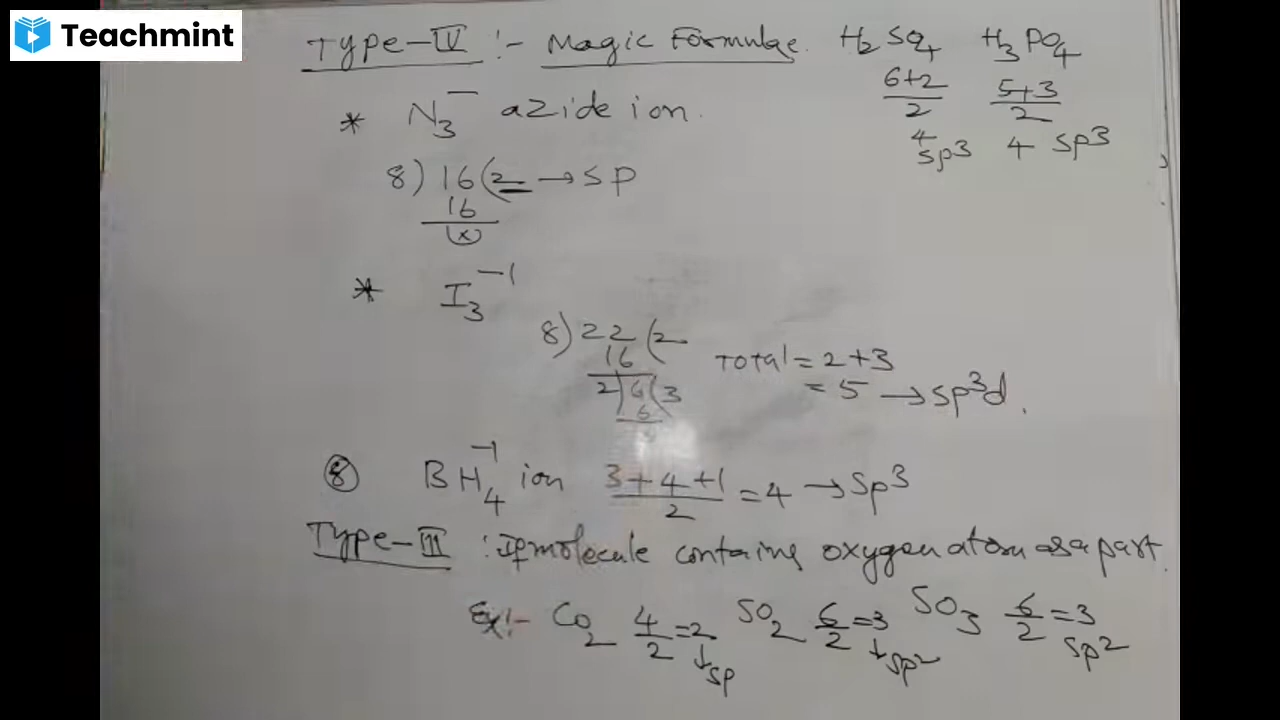 Teachmint
Type-IV :- Magic Formulae. H₂SO₄ H₃PO₄
6+2/2 5+3/2
4 sp³ 4 sp³
* N₃⁻ azide ion.
8) 16 (2 → sp
16
(x)
* I₃⁻¹
8) 22 (2
16
2) 6 (3
6
Total = 2+3
= 5 → sp³d.
⑧ BH₄⁻¹ ion 3+4+1/2 = 4 → sp³
Type-III : If molecule containing oxygen atom as a part.
Ex:- CO₂ 4/2 = 2 ↓ sp SO₂ 6/2 = 3 ↓ sp² SO₃ 6/2 = 3 sp²